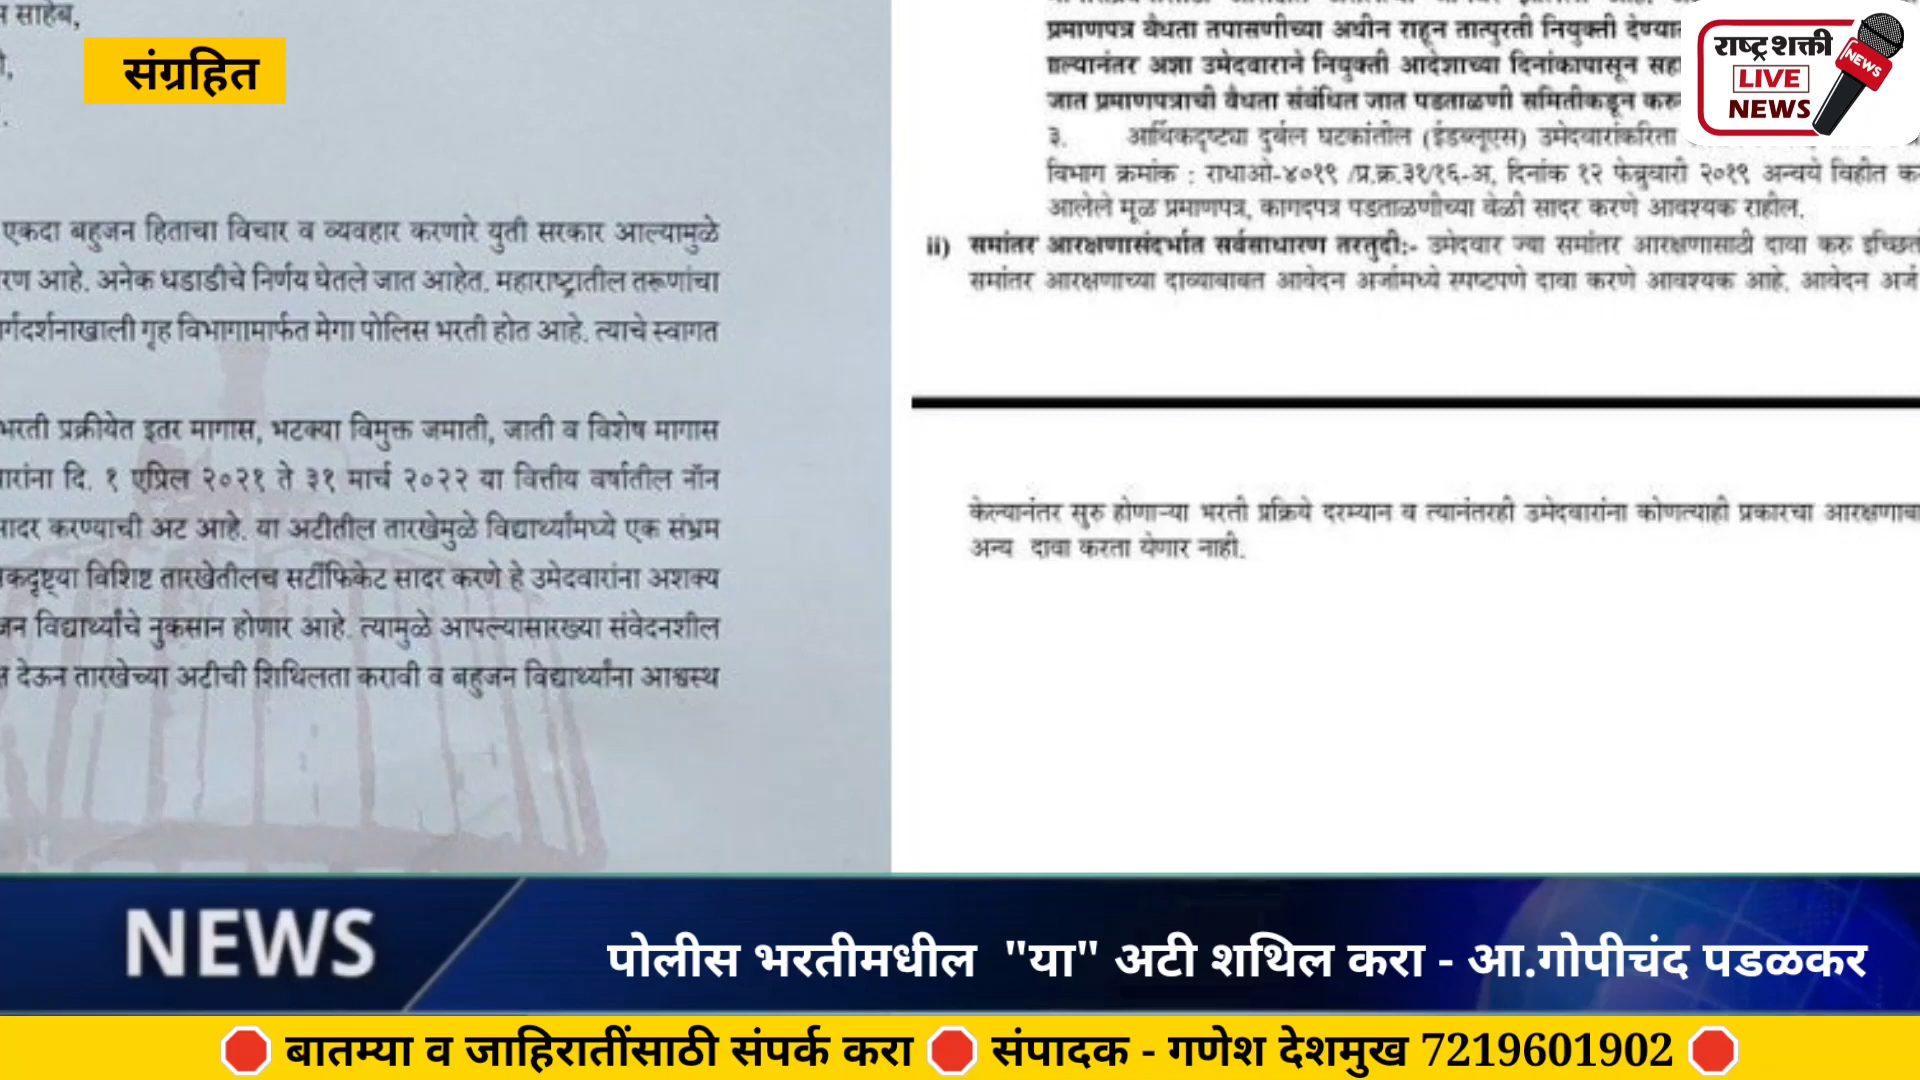 साहेब,
संग्रहित
एकदा बहुजन हिताचा विचार व व्यवहार करणारे युती सरकार आल्यामुळे
रण आहे. अनेक धडाडीचे निर्णय घेतले जात आहेत. महाराष्ट्रातील तरूणांचा
र्गदर्शनाखाली गृह विभागामार्फत मेगा पोलिस भरती होत आहे. त्याचे स्वागत
भरती प्रक्रीयेत इतर मागास, भटक्या विमुक्त जमाती, जाती व विशेष मागास
ारांना दि. १ एप्रिल २०२१ ते ३१ मार्च २०२२ या वित्तीय वर्षातील नॉन
ादर करण्याची अट आहे. या अटीतील तारखेमुळे विद्यार्थ्यांमध्ये एक संभ्रम
कदृष्ट्या विशिष्ट तारखेतीलच सर्टीफिकेट सादर करणे हे उमेदवारांना अशक्य
जन विद्यार्थ्यांचे नुकसान होणार आहे. त्यामुळे आपल्यासारख्या संवेदनशील
देऊन तारखेच्या अटीची शिथिलता करावी व बहुजन विद्यार्थ्यांना आश्वस्थ
प्रमाणपत्र वैधता तपासणीच्या अधीन राहून तात्पुरती नियुक्ती
झाल्यानंतर अशा उमेदवाराने नियुक्ती आदेशाच्या दिनांकापासून
जात प्रमाणपत्राची वैधता संबंधित जात पडताळणी समितीकडून
३. आर्थिकदृष्ट्या दुर्बल घटकांतील (ईडब्लूएस) उमेदवारांकरिता
विभाग क्रमांक : राधाओ-४०१९ /प्र.क्र.३१/१६-अ, दिनांक १२ फेब्रुवारी २०१९ अन्वये विहीत
आलेले मूळ प्रमाणपत्र, कागदपत्र पडताळणीच्या वेळी सादर करणे आवश्यक राहील.
ii) समांतर आरक्षणासंदर्भात सर्वसाधारण तरतुदी:- उमेदवार ज्या समांतर आरक्षणासाठी दावा करु
समांतर आरक्षणाच्या दाव्याबाबत आवेदन अर्जामध्ये स्पष्टपणे दावा करणे आवश्यक आहे. आवेदन अर्ज
केल्यानंतर सुरु होणाऱ्या भरती प्रक्रिये दरम्यान व त्यानंतरही उमेदवारांना कोणत्याही प्रकारचा
अन्य दावा करता येणार नाही.
राष्ट्र शक्ती
LIVE
NEWS
NEWS
NEWS
पोलीस भरतीमधील "या" अटी शथिल करा - आ.गोपीचंद पडळकर
बातम्या व जाहिरातींसाठी संपर्क करा संपादक - गणेश देशमुख 7219601902